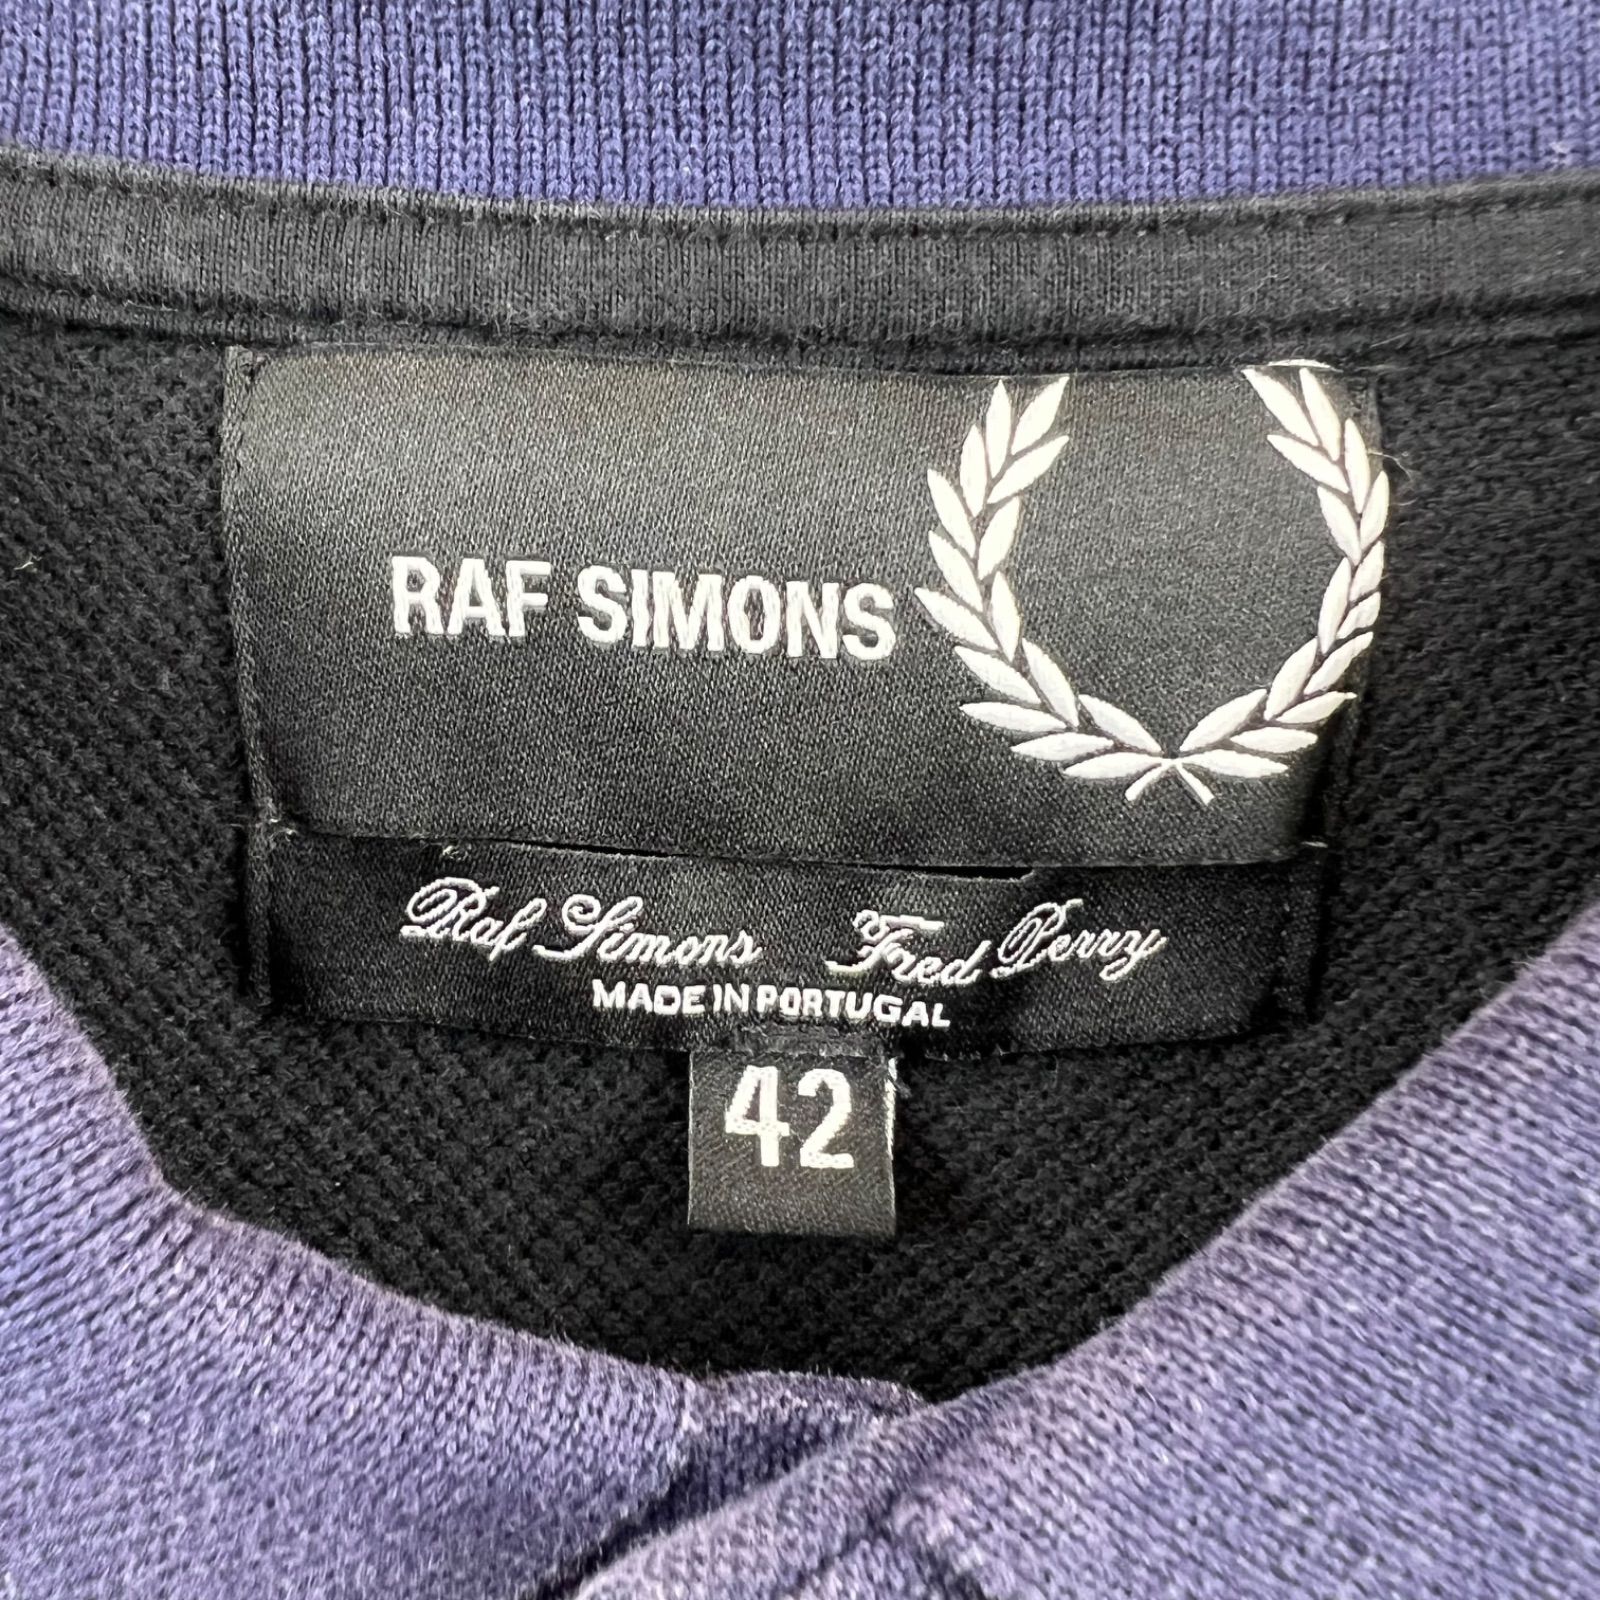 RAF SIMONS
Raf Simons Fred Perry
MADE IN PORTUGAL
42